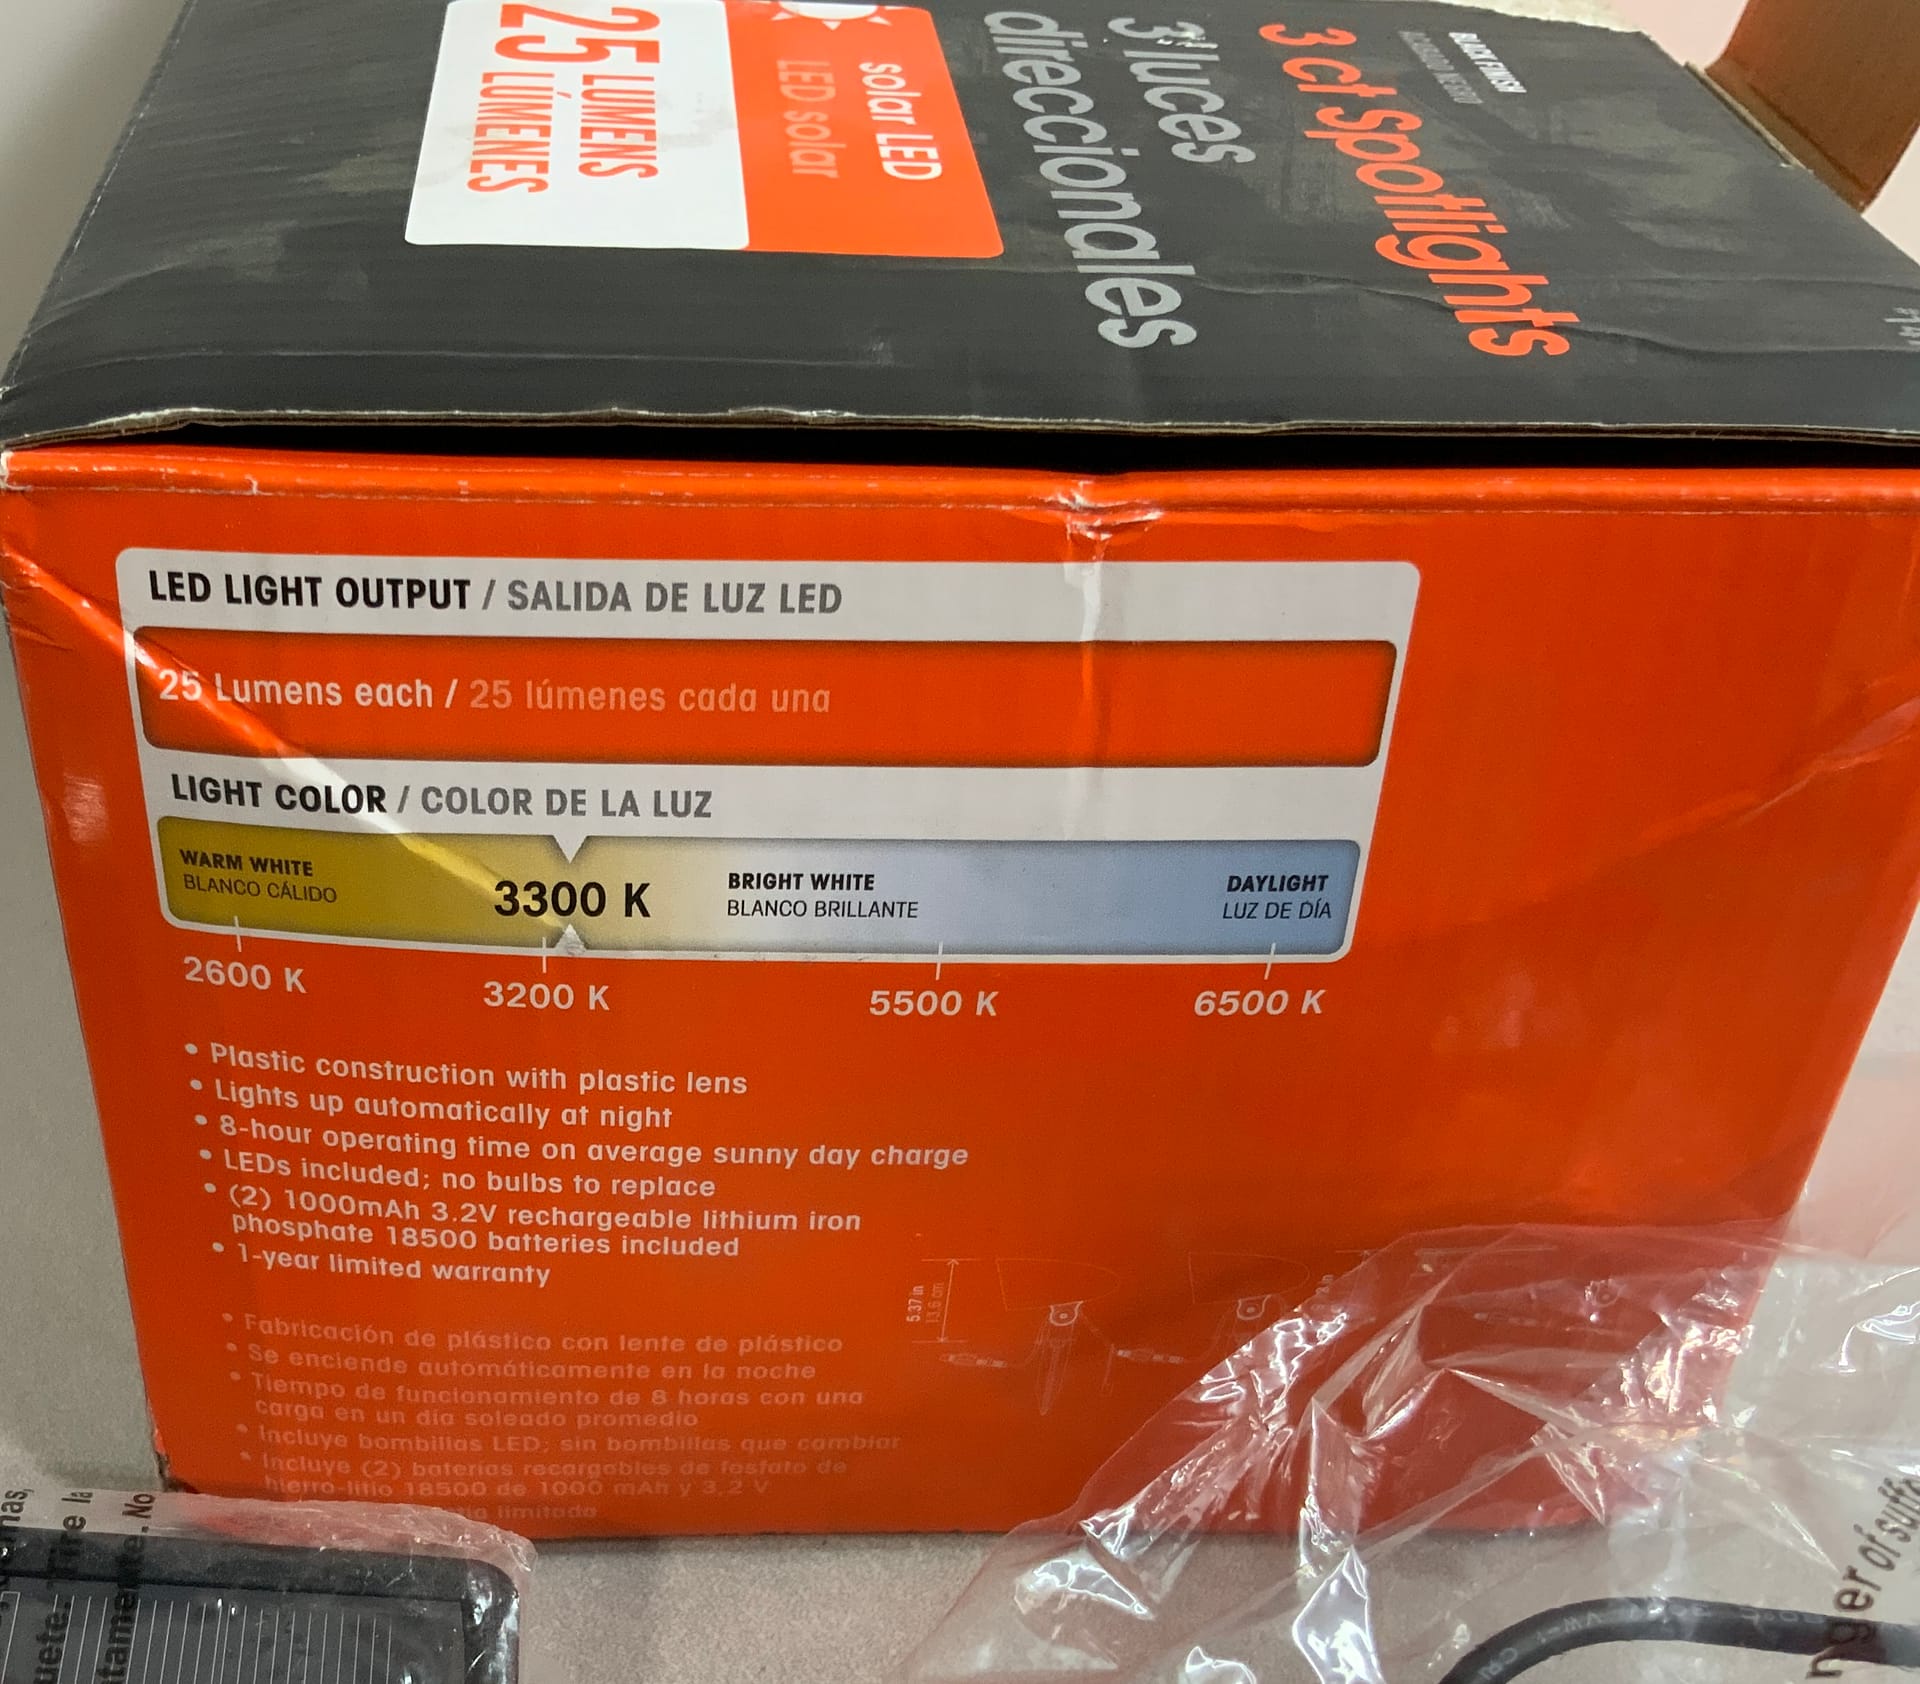 BLACK FINISH
ACABADO NEGRO
3 ct spotlights
3 luces
direccionales
solar LED
LED solar
25 LUMENS
25 LÚMENES
LED LIGHT OUTPUT / SALIDA DE LUZ LED
25 Lumens each / 25 lúmenes cada una
LIGHT COLOR / COLOR DE LA LUZ
WARM WHITE
BLANCO CÁLIDO
3300 K
BRIGHT WHITE
BLANCO BRILLANTE
DAYLIGHT
LUZ DE DÍA
2600 K
3200 K
5500 K
6500 K
• Plastic construction with plastic lens
• Lights up automatically at night
• 8-hour operating time on average sunny day charge
• LEDs included; no bulbs to replace
• (2) 1000mAh 3.2V rechargeable lithium iron
phosphate 18500 batteries included
• 1-year limited warranty
5.37 in
13.6 cm
• Fabricación de plástico con lente de plástico
• Se enciende automáticamente en la noche
• Tiempo de funcionamiento de 8 horas con una
carga en un día soleado promedio
• Incluye bombillas LED; sin bombillas que cambiar
• Incluye (2) baterías recargables de fosfato de
hierro-litio 18500 de 1000 mAh y 3,2 V
limitada
No
of